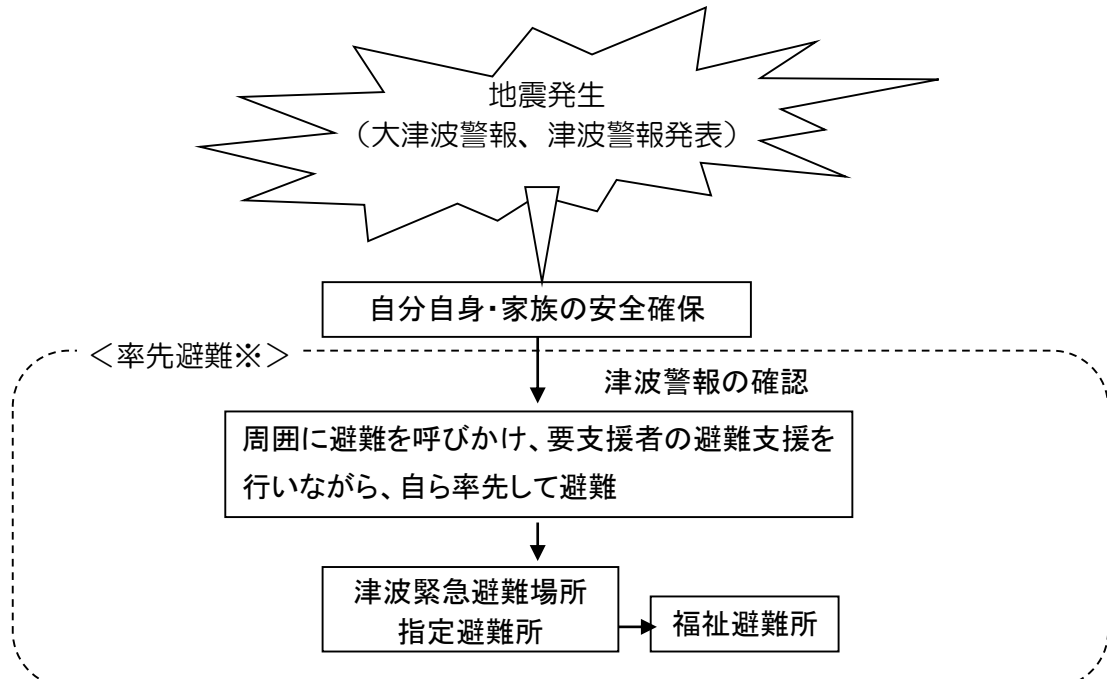 地震発生
（大津波警報、津波警報発表）
自分自身・家族の安全確保
＜率先避難※＞
津波警報の確認
周囲に避難を呼びかけ、要支援者の避難支援を
行いながら、自ら率先して避難
津波緊急避難場所
指定避難所
福祉避難所